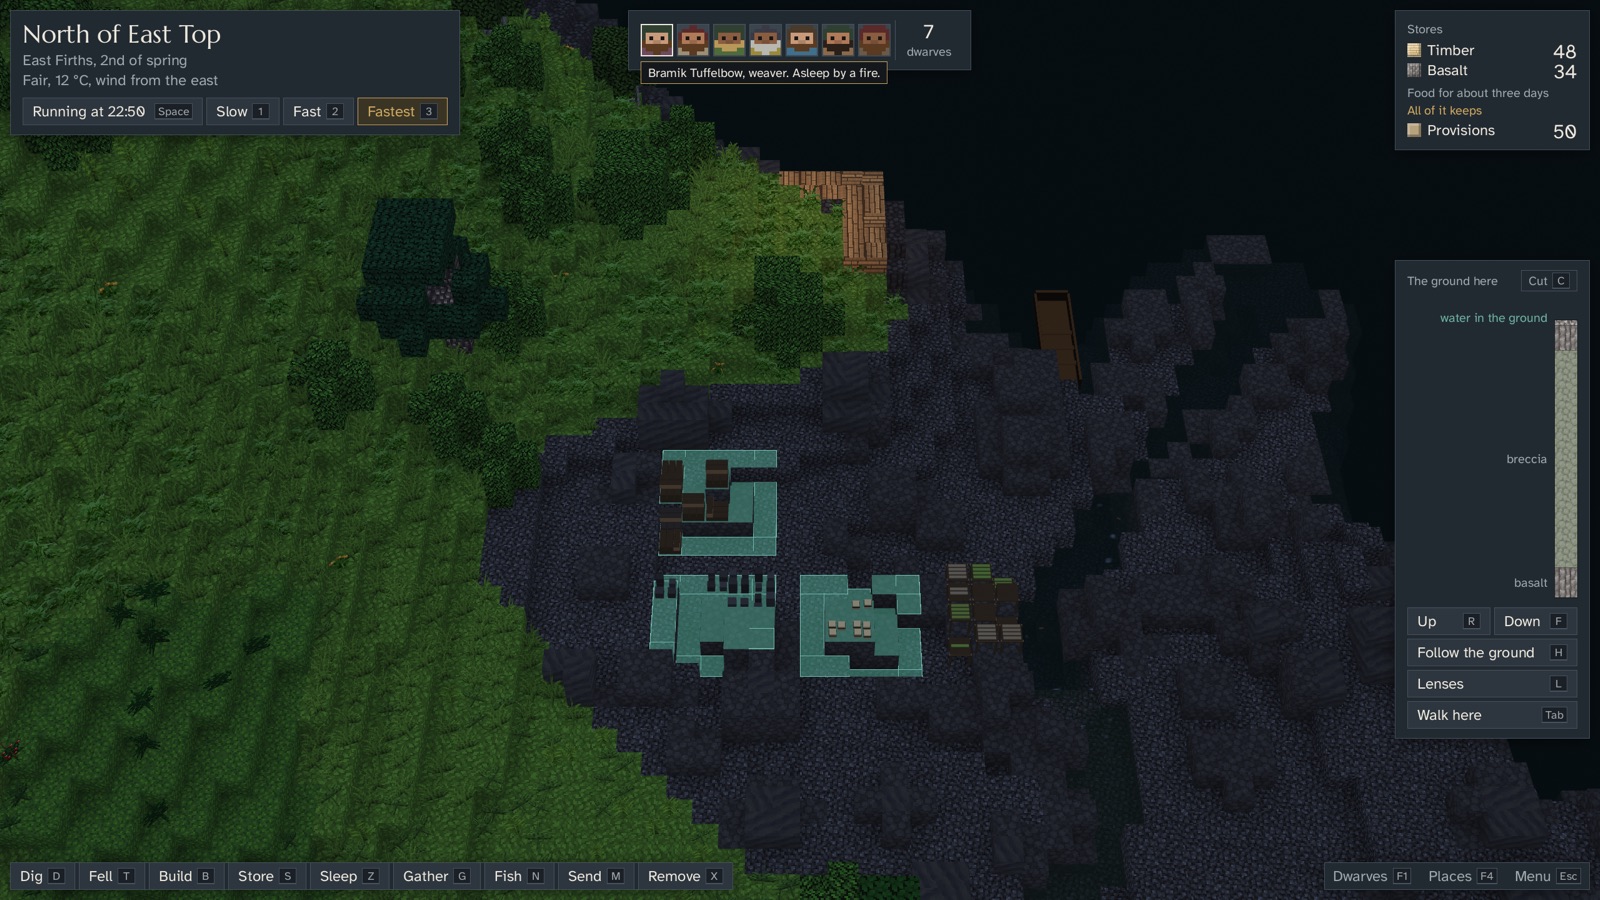 North of East Top
East Firths, 2nd of spring
Fair, 12 °C, wind from the east
Running at 22:50 Space
Slow 1
Fast 2
Fastest 3
7
dwarves
Bramik Tuffelbow, weaver. Asleep by a fire.
Stores
Timber 48
Basalt 34
Food for about three days
All of it keeps
Provisions 50
The ground here
Cut C
water in the ground
breccia
basalt
Up R
Down F
Follow the ground H
Lenses L
Walk here Tab
Dig D
Fell T
Build B
Store S
Sleep Z
Gather G
Fish N
Send M
Remove X
Dwarves F1
Places F4
Menu Esc